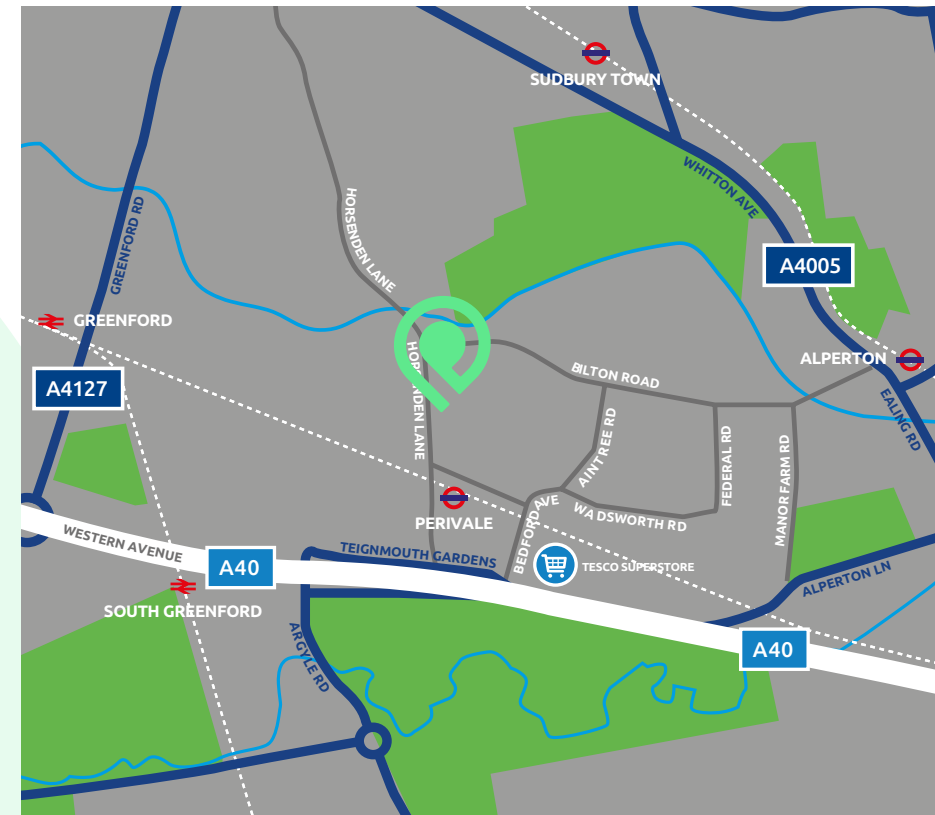 SUDBURY TOWN
WHITTON AVE
HORSENDEN LANE
GREENFORD RD
A4005
GREENFORD
ALPERTON
A4127
HORSENDEN LANE
BILTON ROAD
EALING RD
AINTREE RD
FEDERAL RD
MANOR FARM RD
PERIVALE
BEDFORD AVE
WADSWORTH RD
WESTERN AVENUE
A40
TEIGNMOUTH GARDENS
TESCO SUPERSTORE
ALPERTON LN
SOUTH GREENFORD
ARGYLE RD
A40